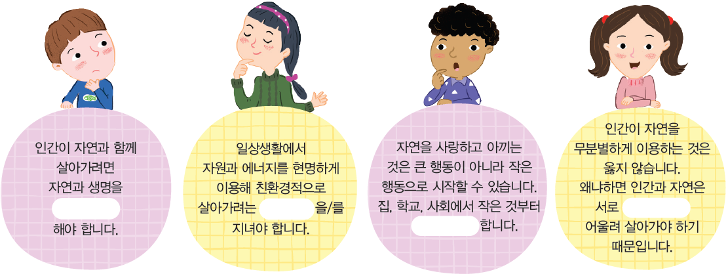 인간이 자연과 함께
살아가려면
자연과 생명을
해야 합니다.
일상생활에서
자원과 에너지를 현명하게
이용해 친환경적으로
살아가려는 을/를
지녀야 합니다.
자연을 사랑하고 아끼는
것은 큰 행동이 아니라 작은
행동으로 시작할 수 있습니다.
집, 학교, 사회에서 작은 것부터
합니다.
인간이 자연을
무분별하게 이용하는 것은
옳지 않습니다.
왜냐하면 인간과 자연은
서로
어울려 살아가야 하기
때문입니다.